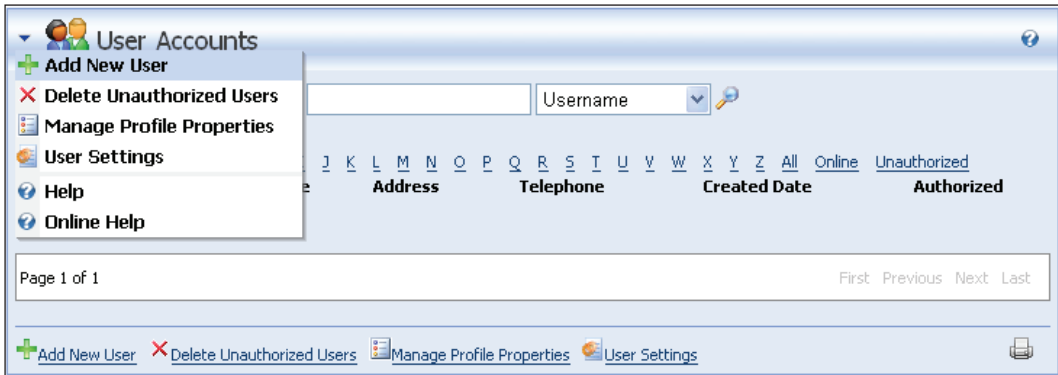 User Accounts
Add New User
Delete Unauthorized Users
Username
Manage Profile Properties
User Settings
J K L M N O P Q R S T U V W X Y Z All Online Unauthorized
Address Telephone Created Date Authorized
Help
Online Help
Page 1 of 1 First Previous Next Last
Add New User Delete Unauthorized Users Manage Profile Properties User Settings